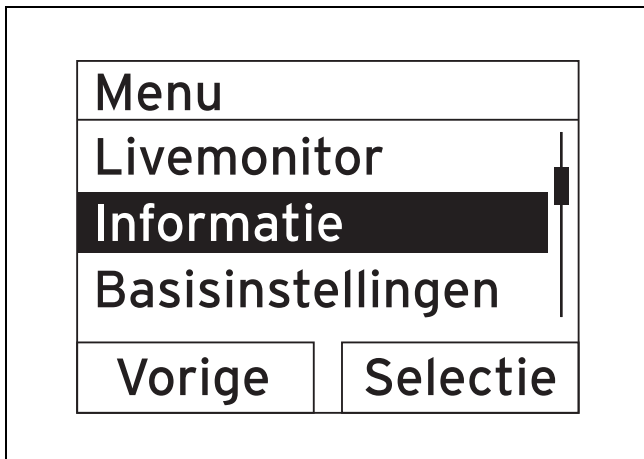 Menu
Livemonitor
Informatie
Basisinstellingen
Vorige Selectie